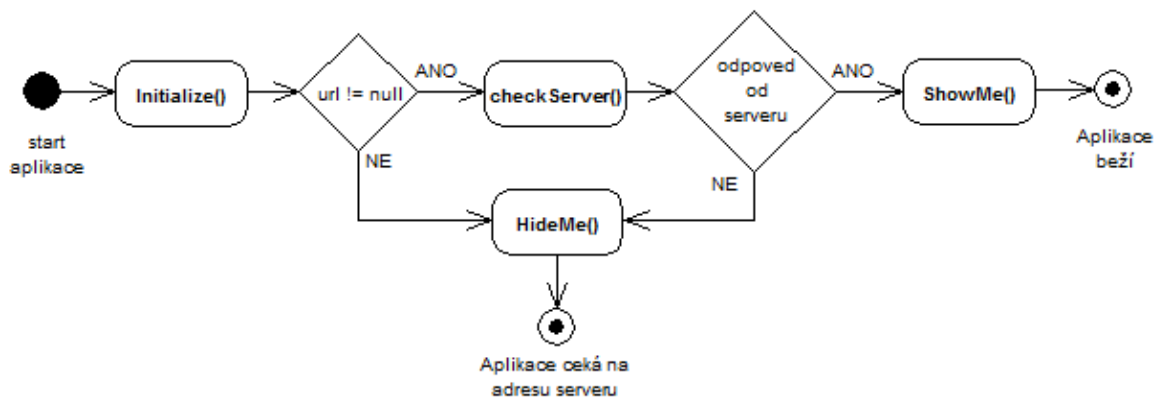 Initialize()
url != null
ANO
checkServer()
odpoved
od
serveru
ANO
ShowMe()
start
aplikace
Aplikace
beží
NE
NE
HideMe()
Aplikace ceká na
adresu serveru